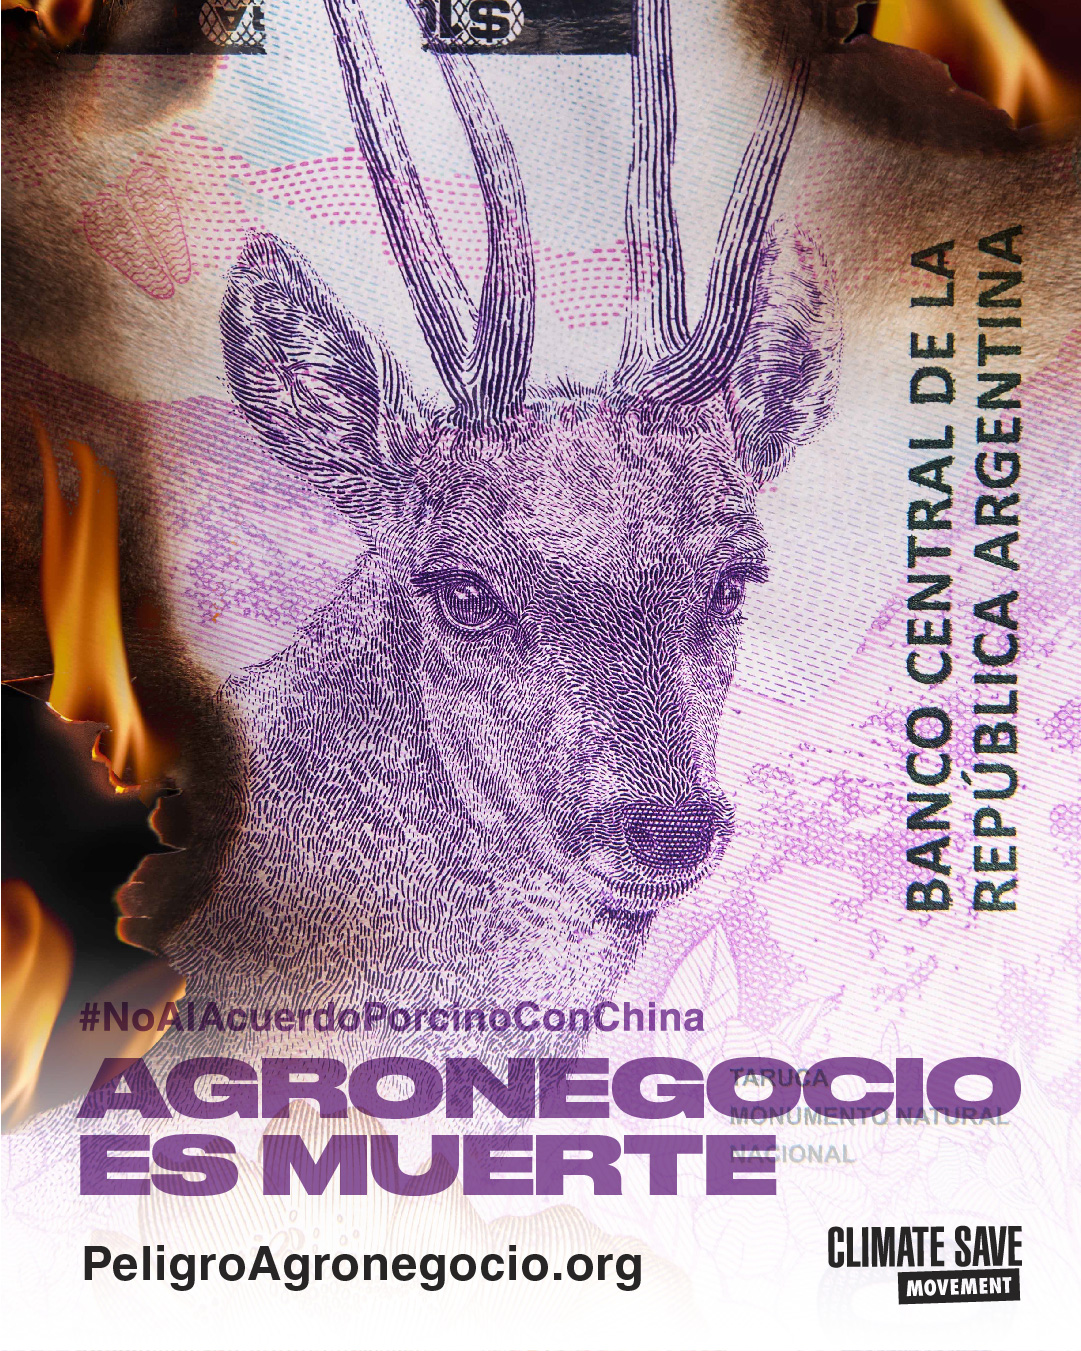 BANCO CENTRAL DE LA
REPÚBLICA ARGENTINA
#NoAlAcuerdoPorcinoConChina
AGRONEGOCIO
ES MUERTE
TARUCA
MONUMENTO NATURAL
NACIONAL
PeligroAgronegocio.org
CLIMATE SAVE
MOVEMENT